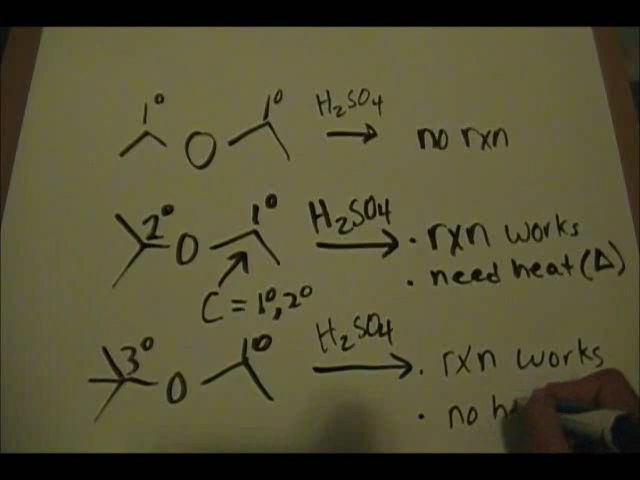 1° O 1° H₂SO₄ → no rxn
2° O 1° H₂SO₄ → · rxn works
· need heat (Δ)
C = 1°, 2°
3° O 1° H₂SO₄ → · rxn works
· no